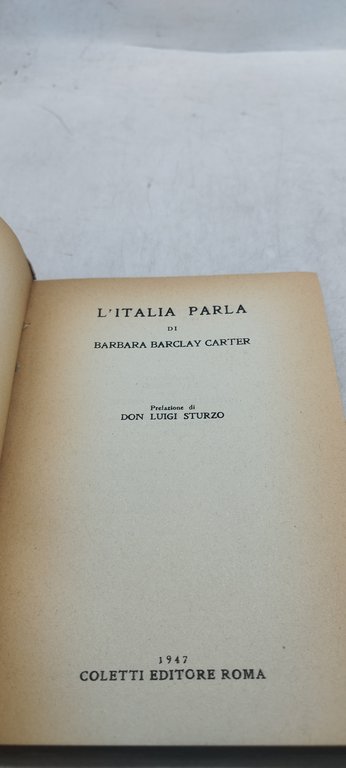 L'ITALIA PARLA
DI
BARBARA BARCLAY CARTER
Prefazione di
DON LUIGI STURZO
1947
COLETTI EDITORE ROMA